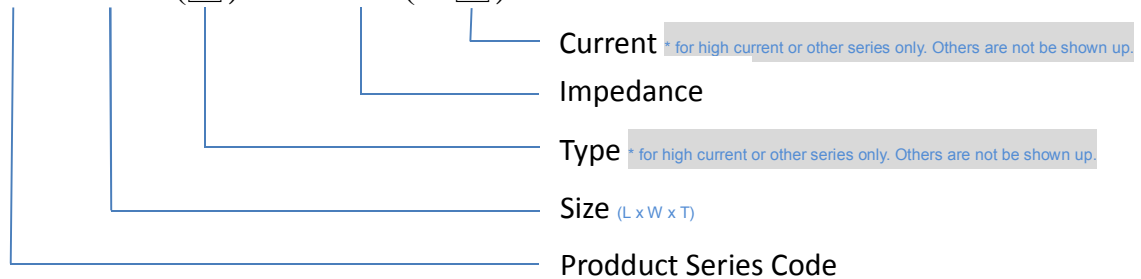 Current * for high current or other series only. Others are not be shown up.
Impedance
Type * for high current or other series only. Others are not be shown up.
Size (L x W x T)
Prodduct Series Code